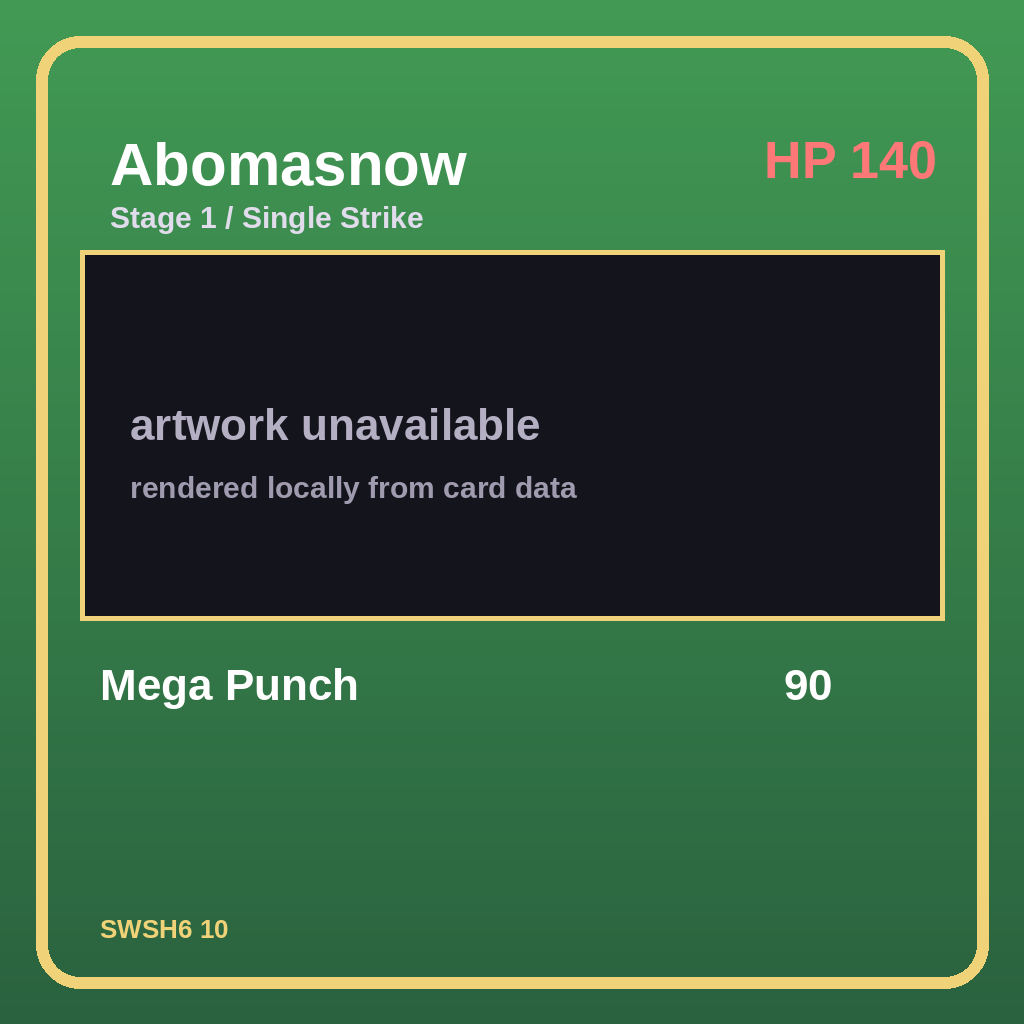 Abomasnow
HP 140
Stage 1 / Single Strike
artwork unavailable
rendered locally from card data
Mega Punch
90
SWSH6 10